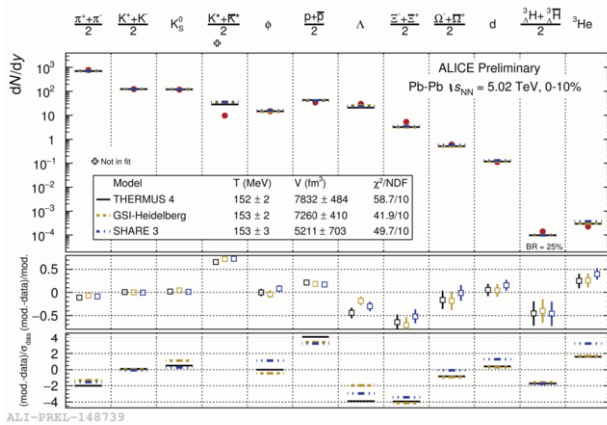 π⁺+π⁻ K⁺+K⁻ K⁰S K*+K̅* ϕ p+p̅ Λ Ξ⁻+Ξ̅⁺ Ω⁻+Ω̅⁺ d ³ΛH+³ΛH̅ ³He
2 2 2 2 2 2 2
dN/dy
10³
10²
10
1
10⁻¹
10⁻²
10⁻³
10⁻⁴
ALICE Preliminary
Pb-Pb √sNN = 5.02 TeV, 0-10%
Not in fit
Model T (MeV) V (fm³) χ²/NDF
THERMUS 4 152 ± 2 7832 ± 484 58.7/10
GSI-Heidelberg 153 ± 2 7260 ± 410 41.9/10
SHARE 3 153 ± 3 5211 ± 703 49.7/10
BR = 25%
(mod.-data)/mod.
0.5
0.0
−0.5
(mod.-data)/σdata
4
2
0
−2
−4
ALI-PREL-148739